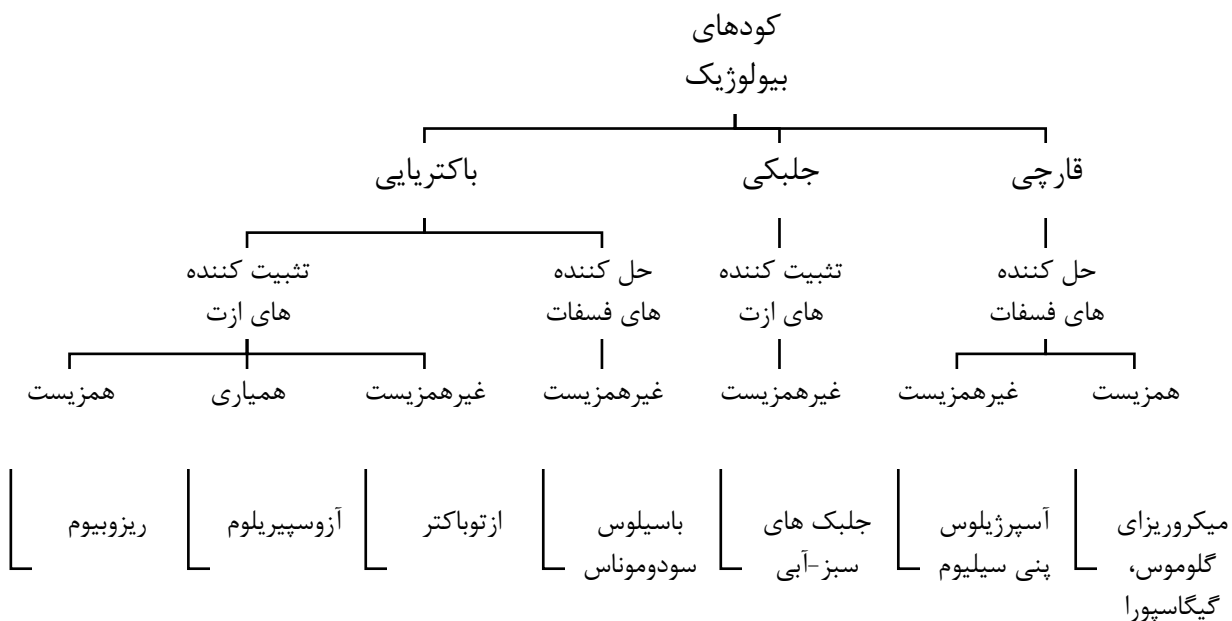 کودهای
بیولوژیک
قارچی
جلبکی
باکتریایی
حل کننده
های فسفات
تثبیت کننده
های ازت
حل کننده
های فسفات
تثبیت کننده
های ازت
همزیست
غیرهمزیست
غیرهمزیست
غیرهمزیست
غیرهمزیست
همیاری
همزیست
میکروریزای
گلوموس،
گیگاسپورا
آسپرژیلوس
پنی سیلیوم
جلبک های
سبز-آبی
باسیلوس
سودوموناس
ازتوباکتر
آزوسپیریلوم
ریزوبیوم